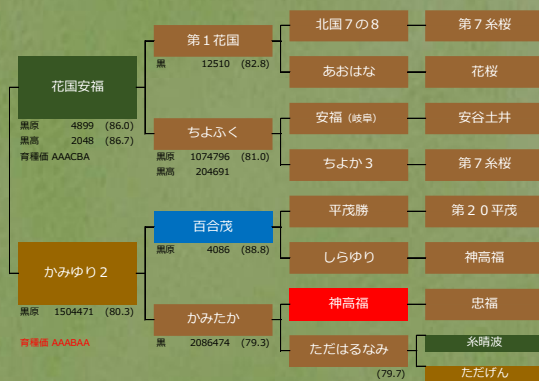 花国安福
黒原 4899 (86.0)
黒高 2048 (86.7)
育種価 AAACBA
かみゆり２
黒原 1504471 (80.3)
育種価 AAABAA
第１花国
黒 12510 (82.8)
ちよふく
黒原 1074796 (81.0)
黒高 204691
百合茂
黒原 4086 (88.8)
かみたか
黒 2086474 (79.3)
北国７の８
あおはな
安福（岐阜）
ちよか３
平茂勝
しらゆり
神高福
ただはるなみ
(79.7)
第７糸桜
花桜
安谷土井
第７糸桜
第２０平茂
神高福
忠福
糸晴波
ただげん